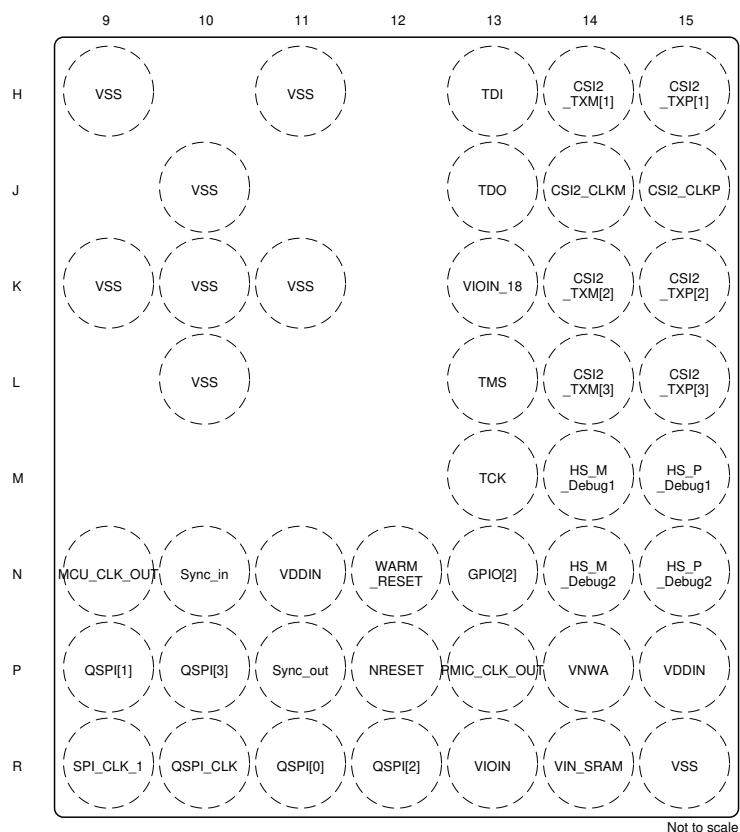 9 10 11 12 13 14 15
H VSS VSS TDI CSI2 _TXM[1] CSI2 _TXP[1]
J VSS TDO CSI2_CLKM CSI2_CLKP
K VSS VSS VSS VIOIN_18 CSI2 _TXM[2] CSI2 _TXP[2]
L VSS TMS CSI2 _TXM[3] CSI2 _TXP[3]
M TCK HS_M _Debug1 HS_P _Debug1
N MCU_CLK_OUT Sync_in VDDIN WARM _RESET GPIO[2] HS_M _Debug2 HS_P _Debug2
P QSPI[1] QSPI[3] Sync_out NRESET PMIC_CLK_OUT VNWA VDDIN
R SPI_CLK_1 QSPI_CLK QSPI[0] QSPI[2] VIOIN VIN_SRAM VSS
Not to scale